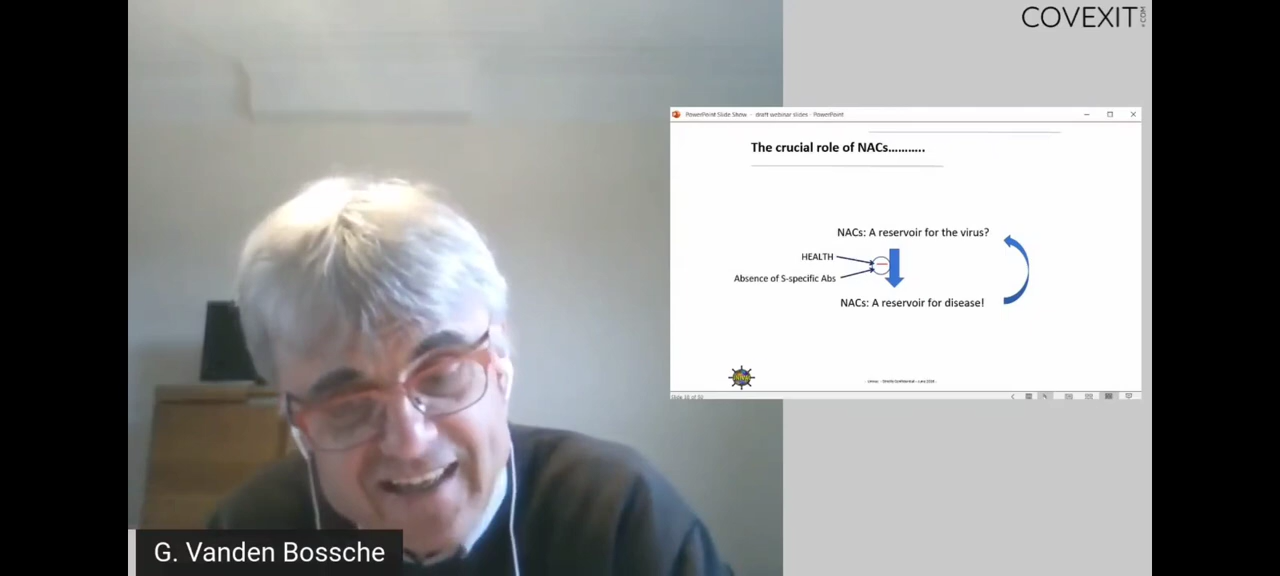 COVEXIT.COM
PowerPoint Slide Show - draft webinar slides - PowerPoint
The crucial role of NACs...........
NACs: A reservoir for the virus?
HEALTH
Absence of S-specific Abs
NACs: A reservoir for disease!
G. Vanden Bossche